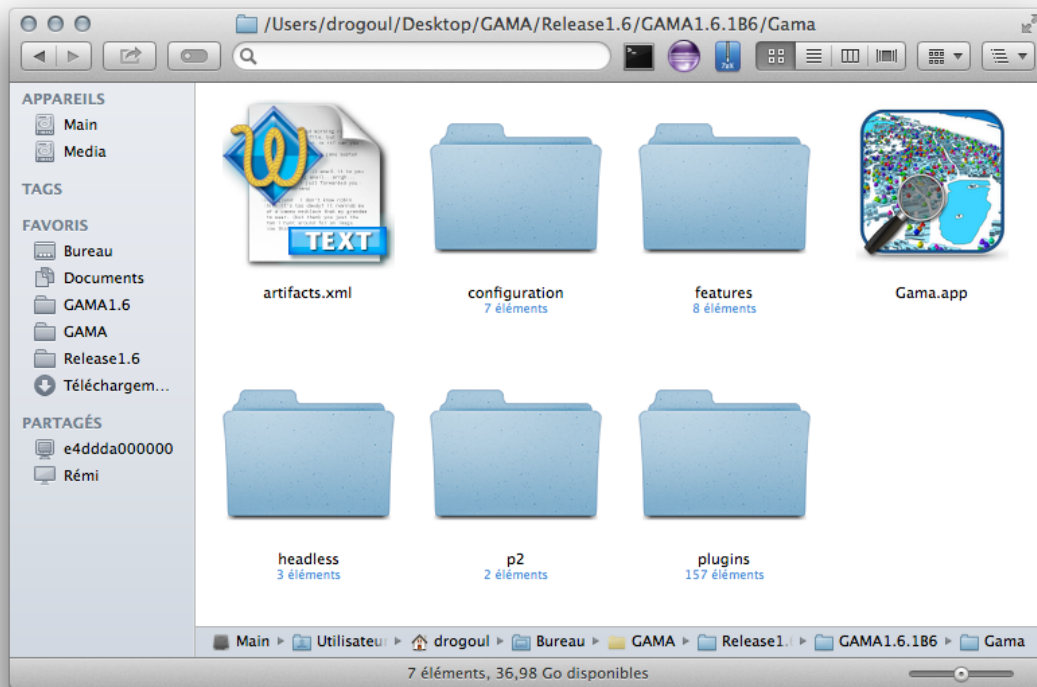 /Users/drogoul/Desktop/GAMA/Release1.6/GAMA1.6.1B6/Gama
APPAREILS
Main
Media
TAGS
FAVORIS
Bureau
Documents
GAMA1.6
GAMA
Release1.6
Téléchargem...
PARTAGÉS
e4ddda000000
Rémi
TEXT
artifacts.xml
configuration
7 éléments
features
8 éléments
Gama.app
headless
3 éléments
p2
2 éléments
plugins
157 éléments
Main Utilisateu drogoul Bureau GAMA Release1. GAMA1.6.1B6 Gama
7 éléments, 36,98 Go disponibles